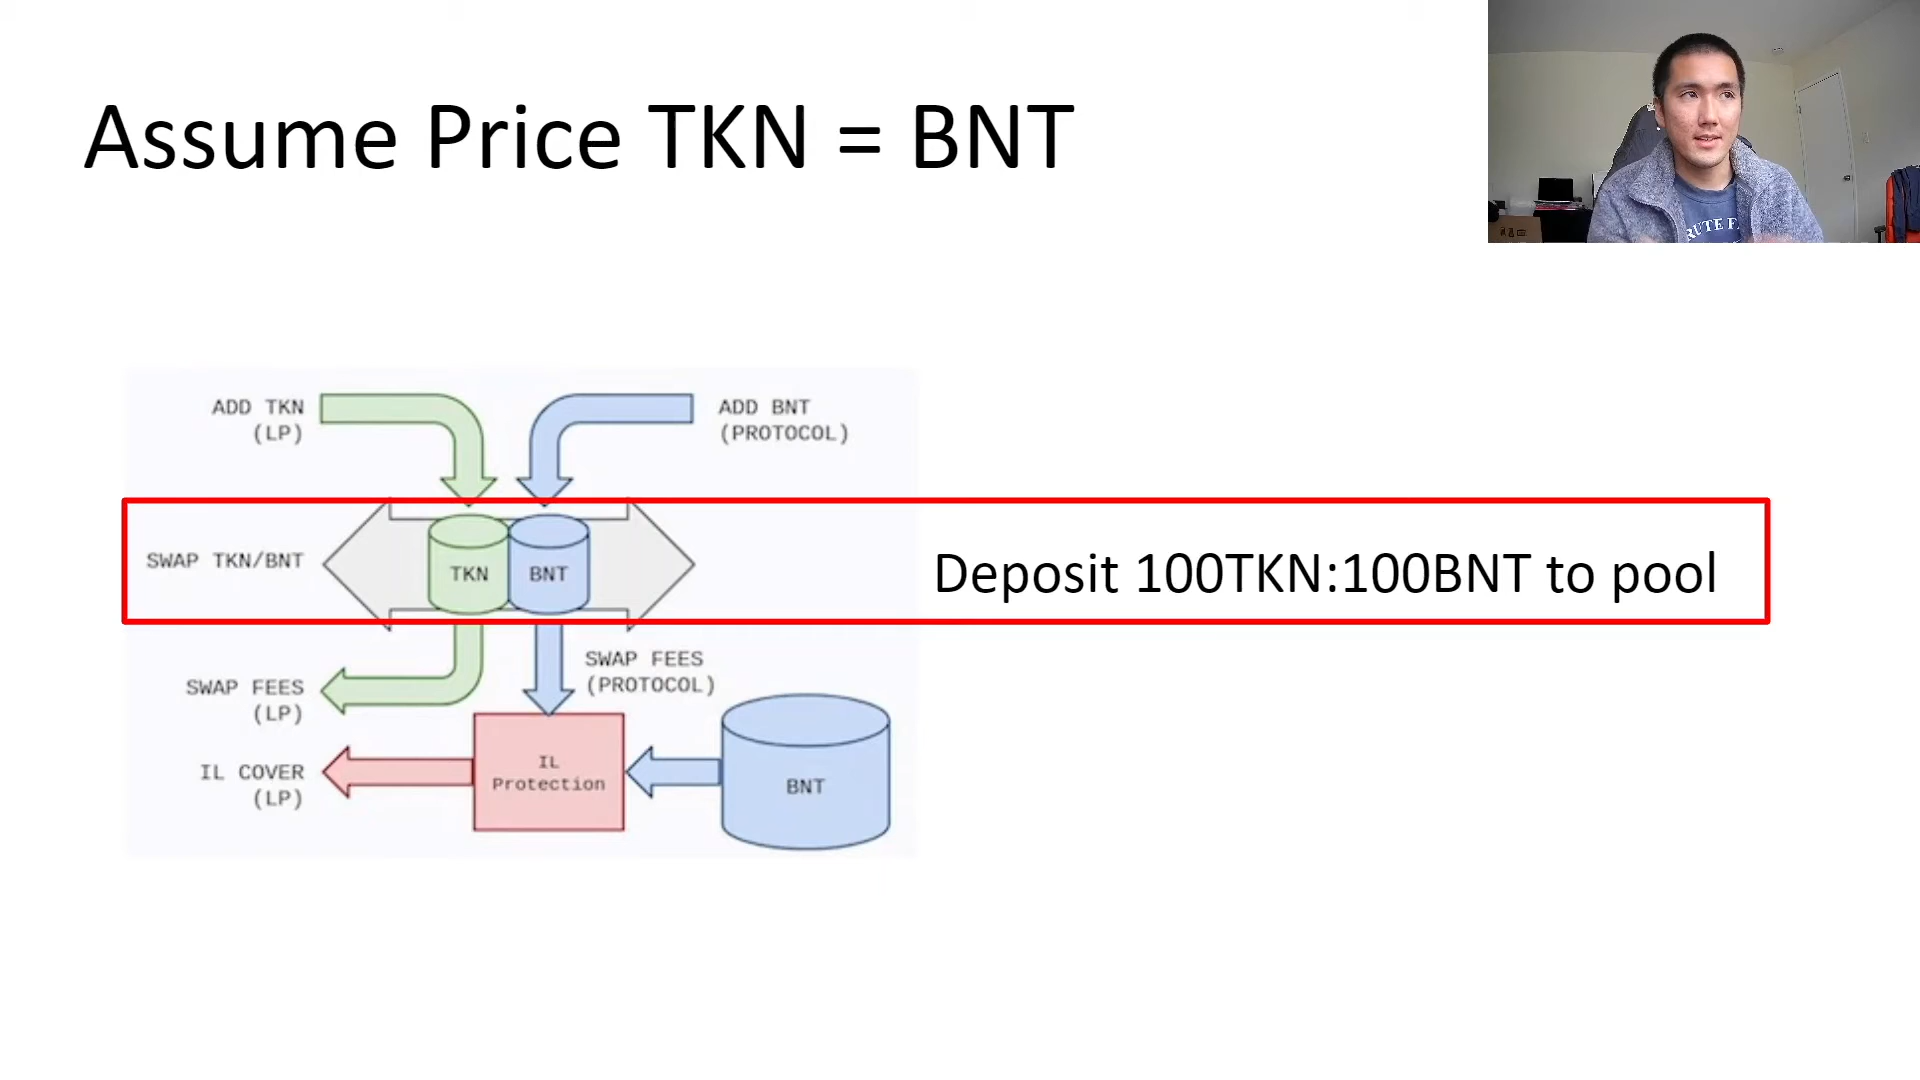 Assume Price TKN = BNT
ADD TKN
(LP)
ADD BNT
(PROTOCOL)
SWAP TKN/BNT
TKN
BNT
Deposit 100TKN:100BNT to pool
SWAP FEES
(LP)
SWAP FEES
(PROTOCOL)
IL COVER
(LP)
IL
Protection
BNT